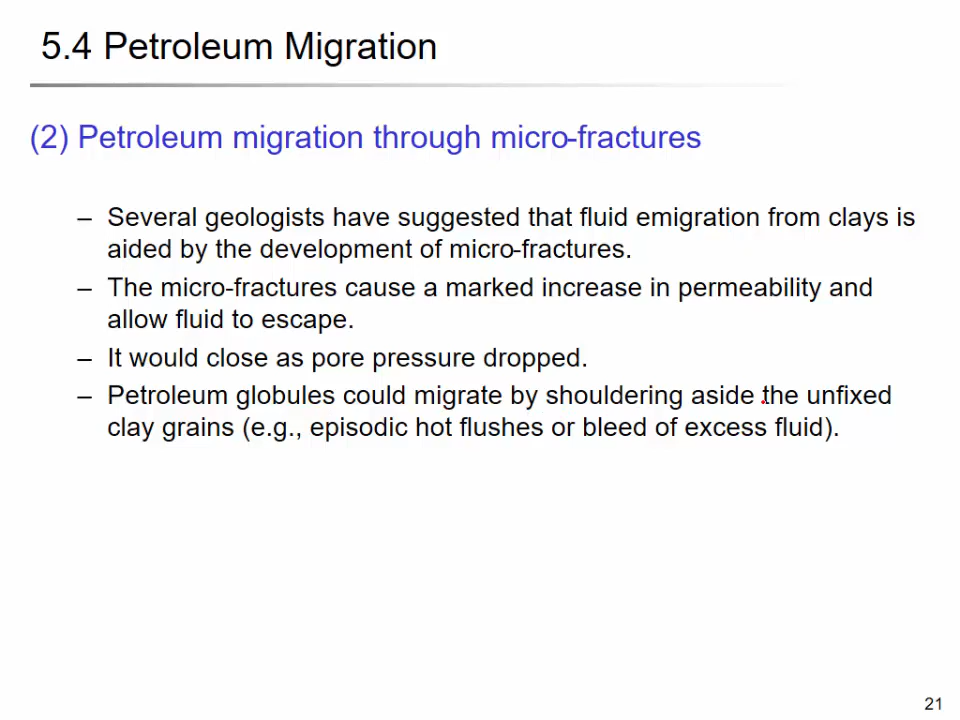 5.4 Petroleum Migration
(2) Petroleum migration through micro-fractures
– Several geologists have suggested that fluid emigration from clays is
aided by the development of micro-fractures.
– The micro-fractures cause a marked increase in permeability and
allow fluid to escape.
– It would close as pore pressure dropped.
– Petroleum globules could migrate by shouldering aside the unfixed
clay grains (e.g., episodic hot flushes or bleed of excess fluid).
21